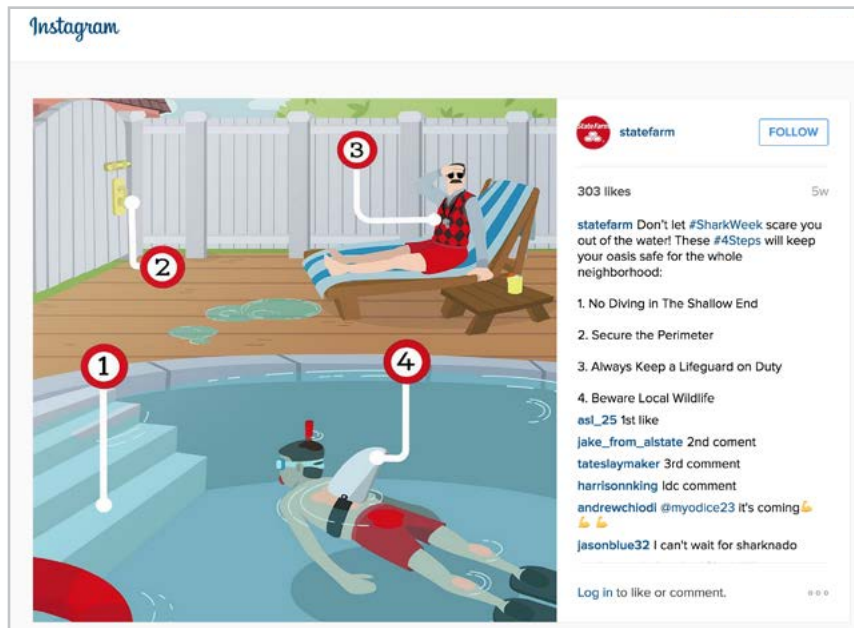 Instagram
3
2
1
4
StateFarm
statefarm
FOLLOW
303 likes
5w
statefarm Don't let #SharkWeek scare you
out of the water! These #4Steps will keep
your oasis safe for the whole
neighborhood:
1. No Diving in The Shallow End
2. Secure the Perimeter
3. Always Keep a Lifeguard on Duty
4. Beware Local Wildlife
asl_25 1st like
jake_from_alstate 2nd coment
tateslaymaker 3rd comment
harrisonnking Idc comment
andrewchiodi @myodice23 it's coming💪
💪 💪
jasonblue32 I can't wait for sharknado
Log in to like or comment.